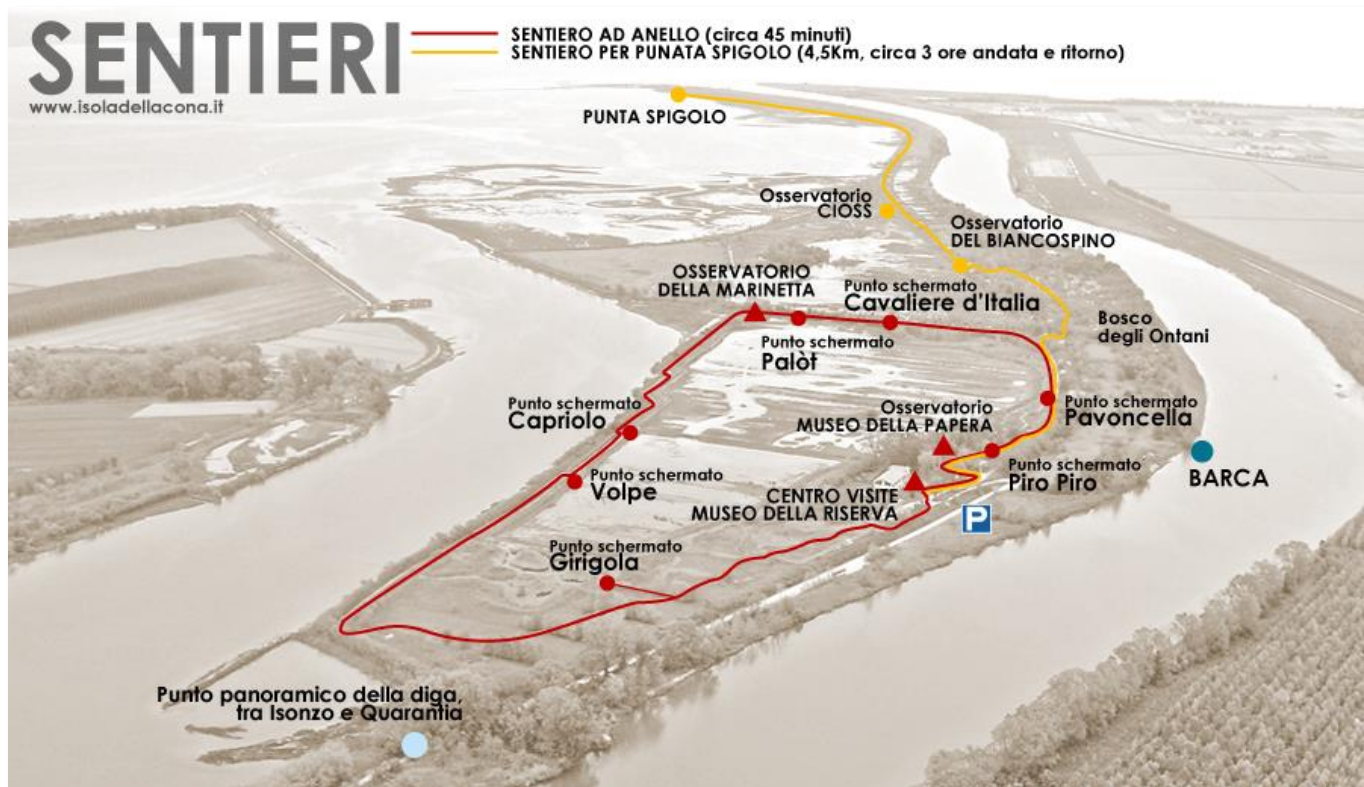 SENTIERI
www.isoladellacona.it
SENTIERO AD ANELLO (circa 45 minuti)
SENTIERO PER PUNATA SPIGOLO (4,5Km, circa 3 ore andata e ritorno)
PUNTA SPIGOLO
Osservatorio
CIOSS
Osservatorio
DEL BIANCOSPINO
OSSERVATORIO
DELLA MARINETTA
Punto schermato
Cavaliere d'Italia
Bosco
degli Ontani
Punto schermato
Palòt
Punto schermato
Capriolo
Osservatorio
MUSEO DELLA PAPERA
Punto schermato
Pavoncella
Punto schermato
Volpe
Punto schermato
Piro Piro
BARCA
CENTRO VISITE
MUSEO DELLA RISERVA
P
Punto schermato
Girigola
Punto panoramico della diga,
tra Isonzo e Quarantia